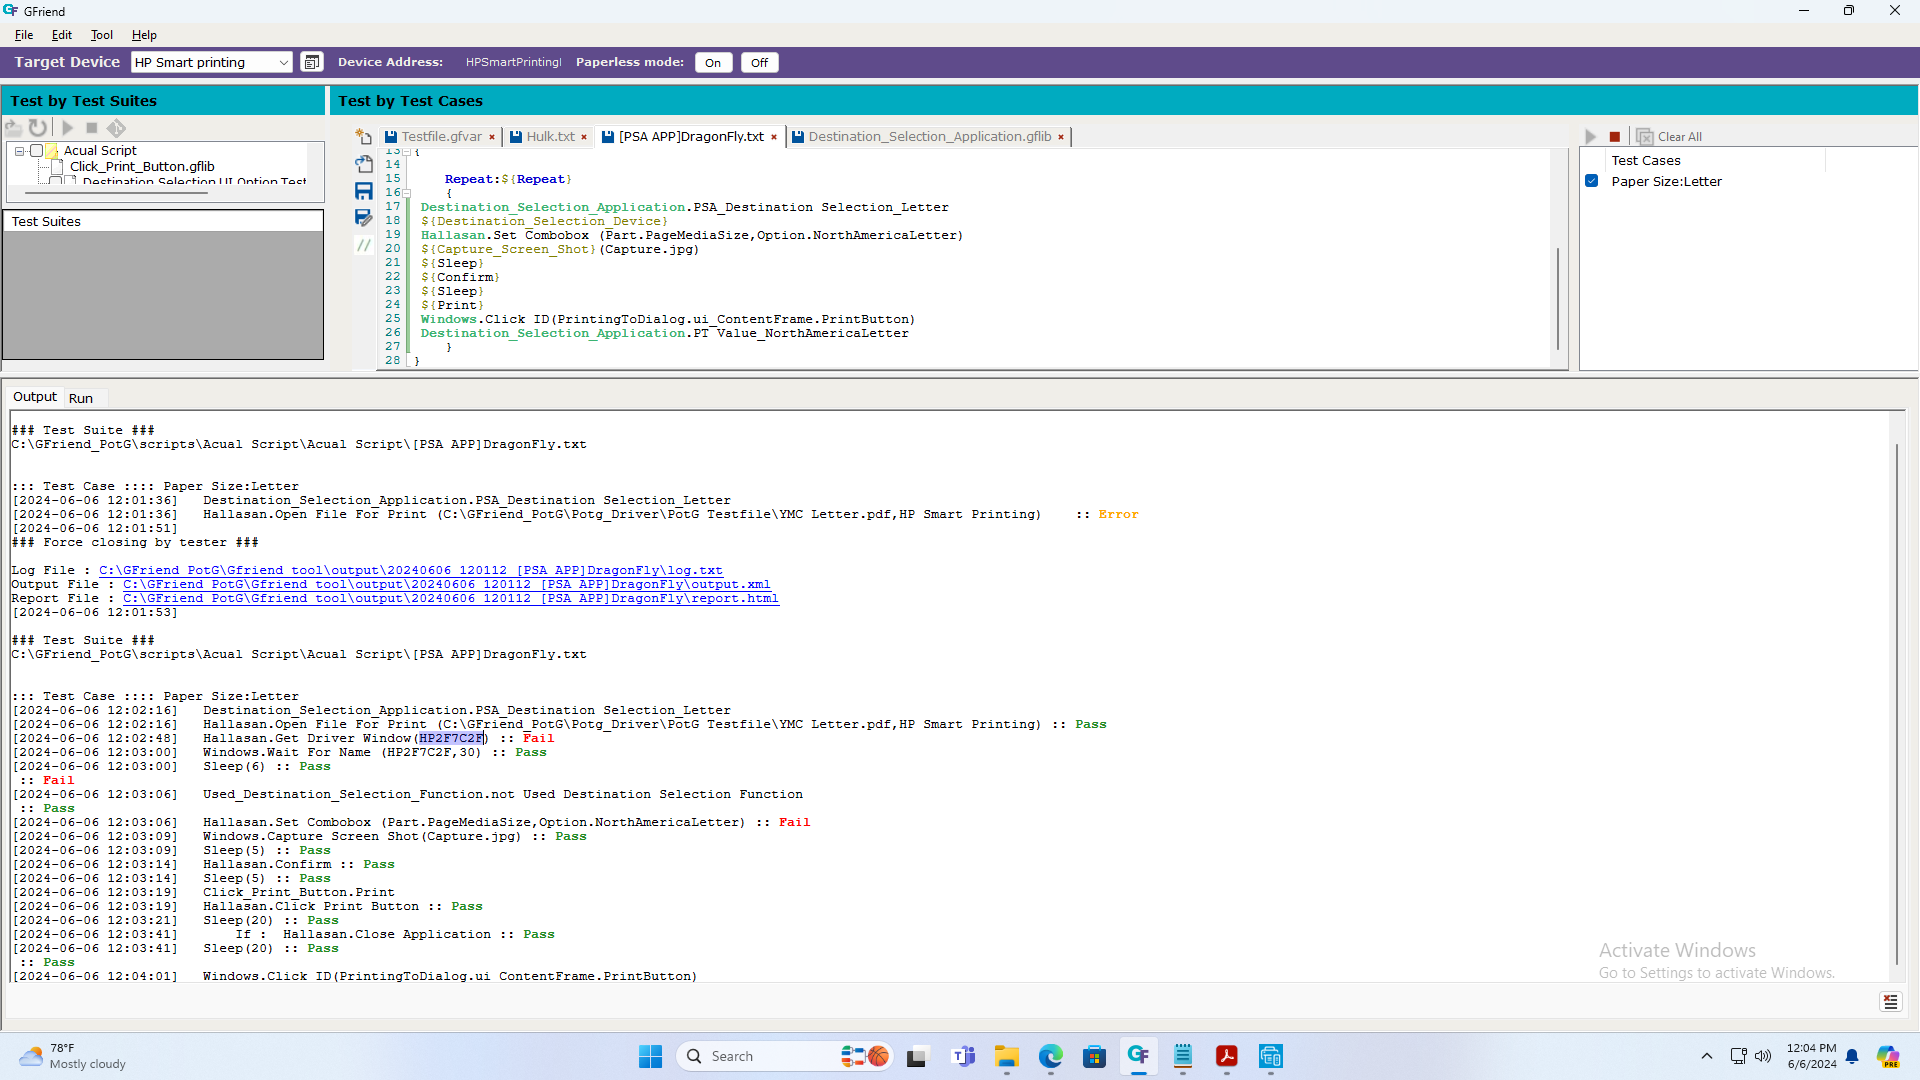 GFriend
File Edit Tool Help
Target Device HP Smart printing Device Address: HPSmartPrintingI Paperless mode: On Off
Test by Test Suites
Test by Test Cases
Acual Script
Click_Print_Button.gflib
Destination Selection UI Option Test
Test Suites
Testfile.gfvar × Hulk.txt × [PSA APP]DragonFly.txt × Destination_Selection_Application.gflib ×
13 {
14
15 Repeat:${Repeat}
16 {
17 Destination_Selection_Application.PSA_Destination Selection_Letter
18 ${Destination_Selection_Device}
19 Hallasan.Set Combobox (Part.PageMediaSize,Option.NorthAmericaLetter)
20 ${Capture_Screen_Shot}(Capture.jpg)
21 ${Sleep}
22 ${Confirm}
23 ${Sleep}
24 ${Print}
25 Windows.Click ID(PrintingToDialog.ui_ContentFrame.PrintButton)
26 Destination_Selection_Application.PT Value_NorthAmericaLetter
27 }
28 }
Clear All
Test Cases
Paper Size:Letter
Output Run
### Test Suite ###
C:\GFriend_PotG\scripts\Acual Script\Acual Script\[PSA APP]DragonFly.txt
::: Test Case :::: Paper Size:Letter
[2024-06-06 12:01:36] Destination_Selection_Application.PSA_Destination Selection_Letter
[2024-06-06 12:01:36] Hallasan.Open File For Print (C:\GFriend_PotG\Potg_Driver\PotG Testfile\YMC Letter.pdf,HP Smart Printing) :: Error
[2024-06-06 12:01:51]
### Force closing by tester ###
Log File : C:\GFriend_PotG\Gfriend tool\output\20240606_120112_[PSA APP]DragonFly\log.txt
Output File : C:\GFriend_PotG\Gfriend tool\output\20240606_120112_[PSA APP]DragonFly\output.xml
Report File : C:\GFriend_PotG\Gfriend tool\output\20240606_120112_[PSA APP]DragonFly\report.html
[2024-06-06 12:01:53]
### Test Suite ###
C:\GFriend_PotG\scripts\Acual Script\Acual Script\[PSA APP]DragonFly.txt
::: Test Case :::: Paper Size:Letter
[2024-06-06 12:02:16] Destination_Selection_Application.PSA_Destination Selection_Letter
[2024-06-06 12:02:16] Hallasan.Open File For Print (C:\GFriend_PotG\Potg_Driver\PotG Testfile\YMC Letter.pdf,HP Smart Printing) :: Pass
[2024-06-06 12:02:48] Hallasan.Get Driver Window(HP2F7C2F) :: Fail
[2024-06-06 12:03:00] Windows.Wait For Name (HP2F7C2F,30) :: Pass
[2024-06-06 12:03:00] Sleep(6) :: Pass
:: Fail
[2024-06-06 12:03:06] Used_Destination_Selection_Function.not Used Destination Selection Function
:: Pass
[2024-06-06 12:03:06] Hallasan.Set Combobox (Part.PageMediaSize,Option.NorthAmericaLetter) :: Fail
[2024-06-06 12:03:09] Windows.Capture Screen Shot(Capture.jpg) :: Pass
[2024-06-06 12:03:09] Sleep(5) :: Pass
[2024-06-06 12:03:14] Hallasan.Confirm :: Pass
[2024-06-06 12:03:14] Sleep(5) :: Pass
[2024-06-06 12:03:19] Click_Print_Button.Print
[2024-06-06 12:03:19] Hallasan.Click Print Button :: Pass
[2024-06-06 12:03:21] Sleep(20) :: Pass
[2024-06-06 12:03:41] If : Hallasan.Close Application :: Pass
[2024-06-06 12:03:41] Sleep(20) :: Pass
:: Pass
[2024-06-06 12:04:01] Windows.Click ID(PrintingToDialog.ui_ContentFrame.PrintButton)
Activate Windows
Go to Settings to activate Windows.
78°F
Mostly cloudy
Search
12:04 PM
6/6/2024